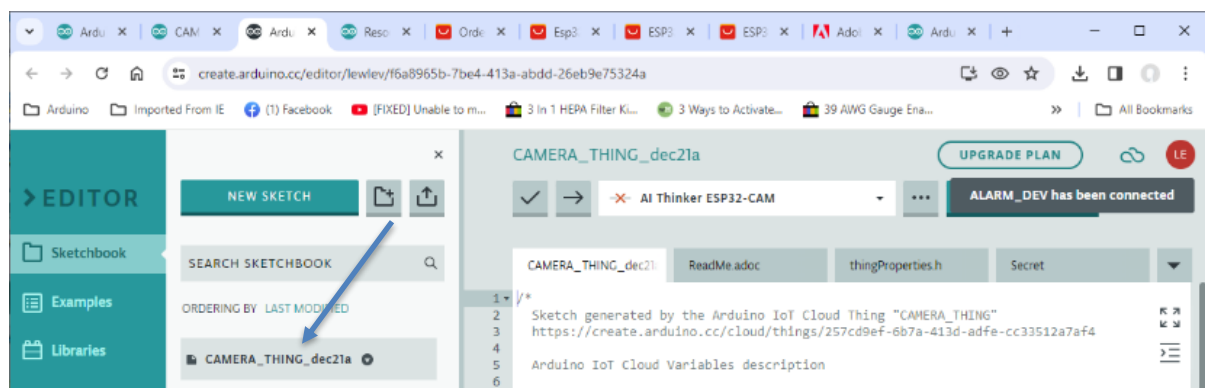 Ardu
CAM
Ardu
Reso
Orde
Esp3
ESP3
ESP3
Adol
Ardu
create.arduino.cc/editor/lewlev/f6a8965b-7be4-413a-abdd-26eb9e75324a
Arduino
Imported From IE
(1) Facebook
[FIXED] Unable to m...
3 In 1 HEPA Filter Ki...
3 Ways to Activate...
39 AWG Gauge Ena...
»
All Bookmarks
>EDITOR
Sketchbook
Examples
Libraries
NEW SKETCH
SEARCH SKETCHBOOK
ORDERING BY LAST MODIFIED
CAMERA_THING_dec21a
CAMERA_THING_dec21a
UPGRADE PLAN
LE
AI Thinker ESP32-CAM
ALARM_DEV has been connected
CAMERA_THING_dec21
ReadMe.adoc
thingProperties.h
Secret
1 /*
2 Sketch generated by the Arduino IoT Cloud Thing "CAMERA_THING"
3 https://create.arduino.cc/cloud/things/257cd9ef-6b7a-413d-adfe-cc33512a7af4
4
5 Arduino IoT Cloud Variables description
6